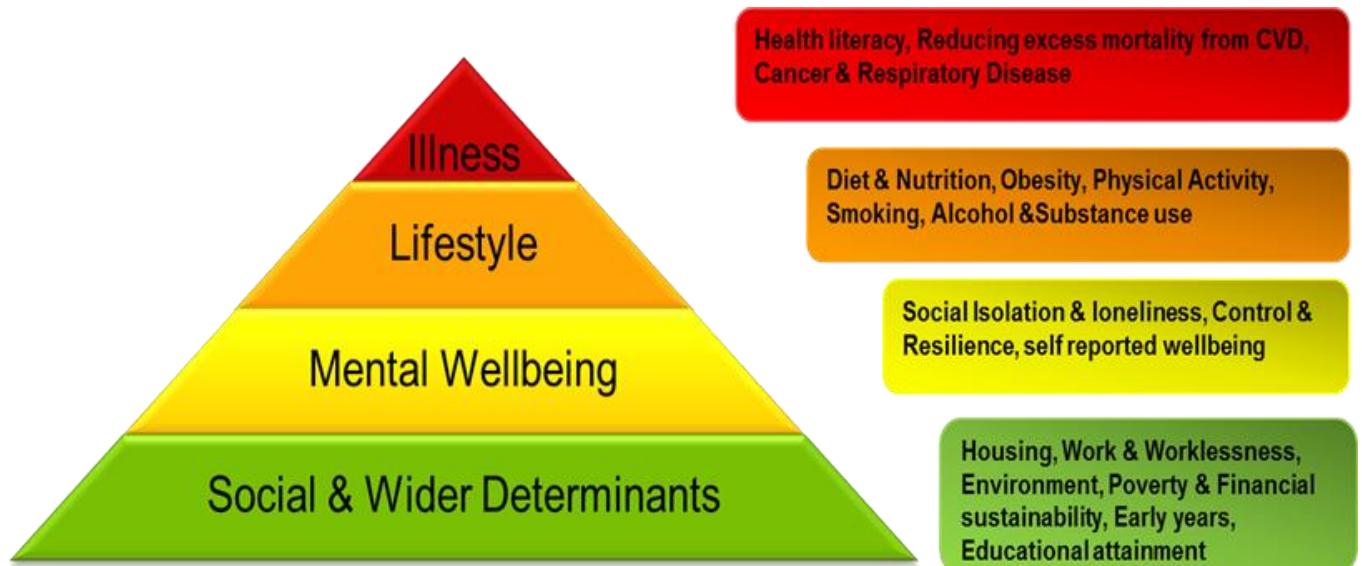 Health literacy, Reducing excess mortality from CVD,
Cancer & Respiratory Disease
Illness
Diet & Nutrition, Obesity, Physical Activity,
Smoking, Alcohol &Substance use
Lifestyle
Social Isolation & loneliness, Control &
Resilience, self reported wellbeing
Mental Wellbeing
Housing, Work & Worklessness,
Environment, Poverty & Financial
sustainability, Early years,
Educational attainment
Social & Wider Determinants